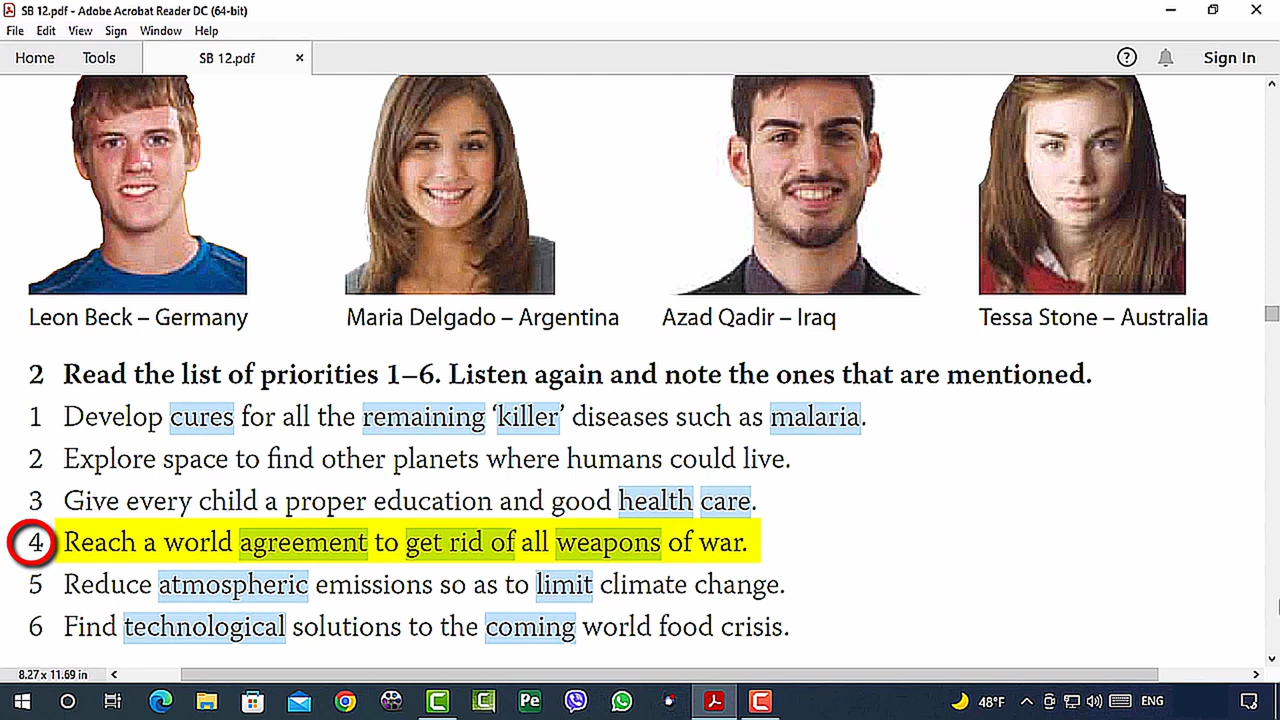 SB 12.pdf - Adobe Acrobat Reader DC (64-bit)
File Edit View Sign Window Help
Home Tools SB 12.pdf × ? Sign In
Leon Beck – Germany Maria Delgado – Argentina Azad Qadir – Iraq Tessa Stone – Australia
2 Read the list of priorities 1–6. Listen again and note the ones that are mentioned.
1 Develop cures for all the remaining ‘killer’ diseases such as malaria.
2 Explore space to find other planets where humans could live.
3 Give every child a proper education and good health care.
4 Reach a world agreement to get rid of all weapons of war.
5 Reduce atmospheric emissions so as to limit climate change.
6 Find technological solutions to the coming world food crisis.
8.27 x 11.69 in
Pe 48°F ENG